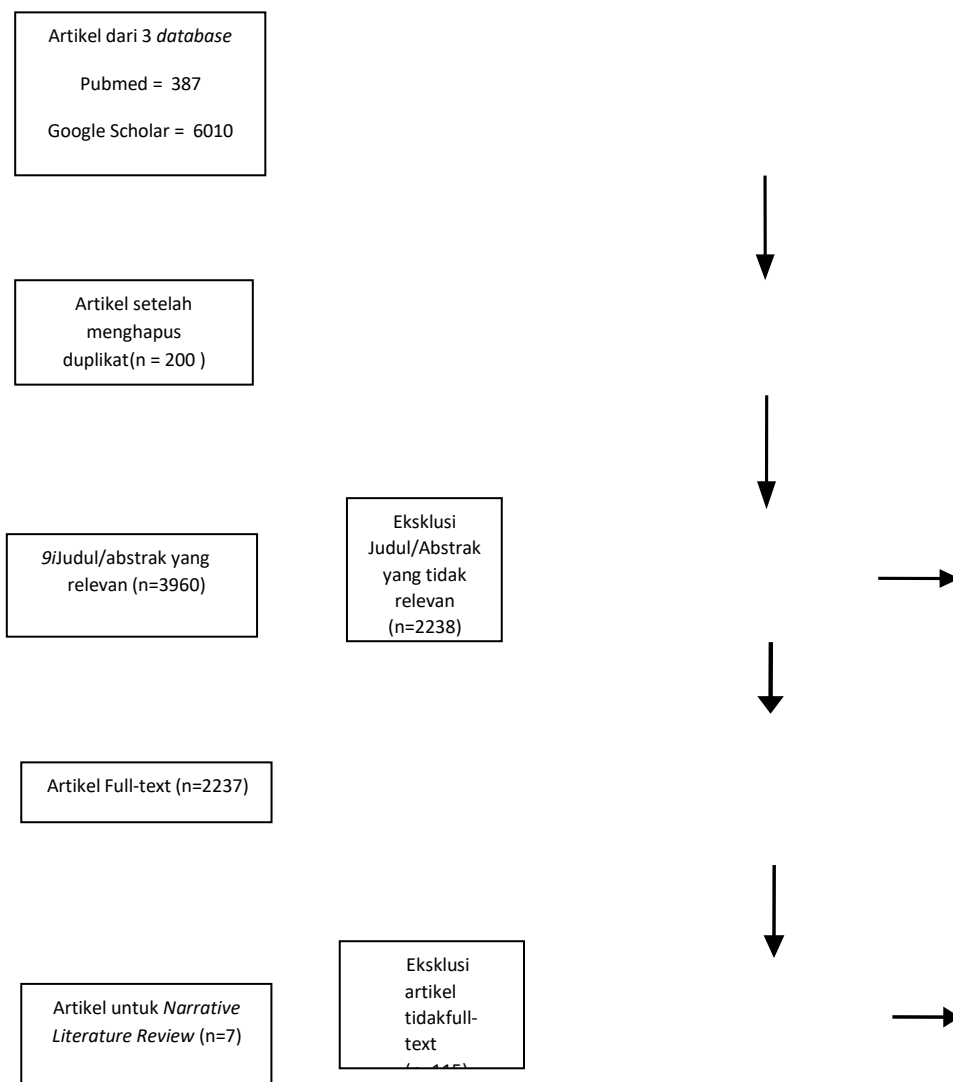 Artikel dari 3 database
Pubmed = 387
Google Scholar = 6010
Artikel setelah
menghapus
duplikat(n = 200 )
9iJudul/abstrak yang
relevan (n=3960)
Eksklusi
Judul/Abstrak
yang tidak
relevan
(n=2238)
Artikel Full-text (n=2237)
Artikel untuk Narrative
Literature Review (n=7)
Eksklusi
artikel
tidakfull-
text